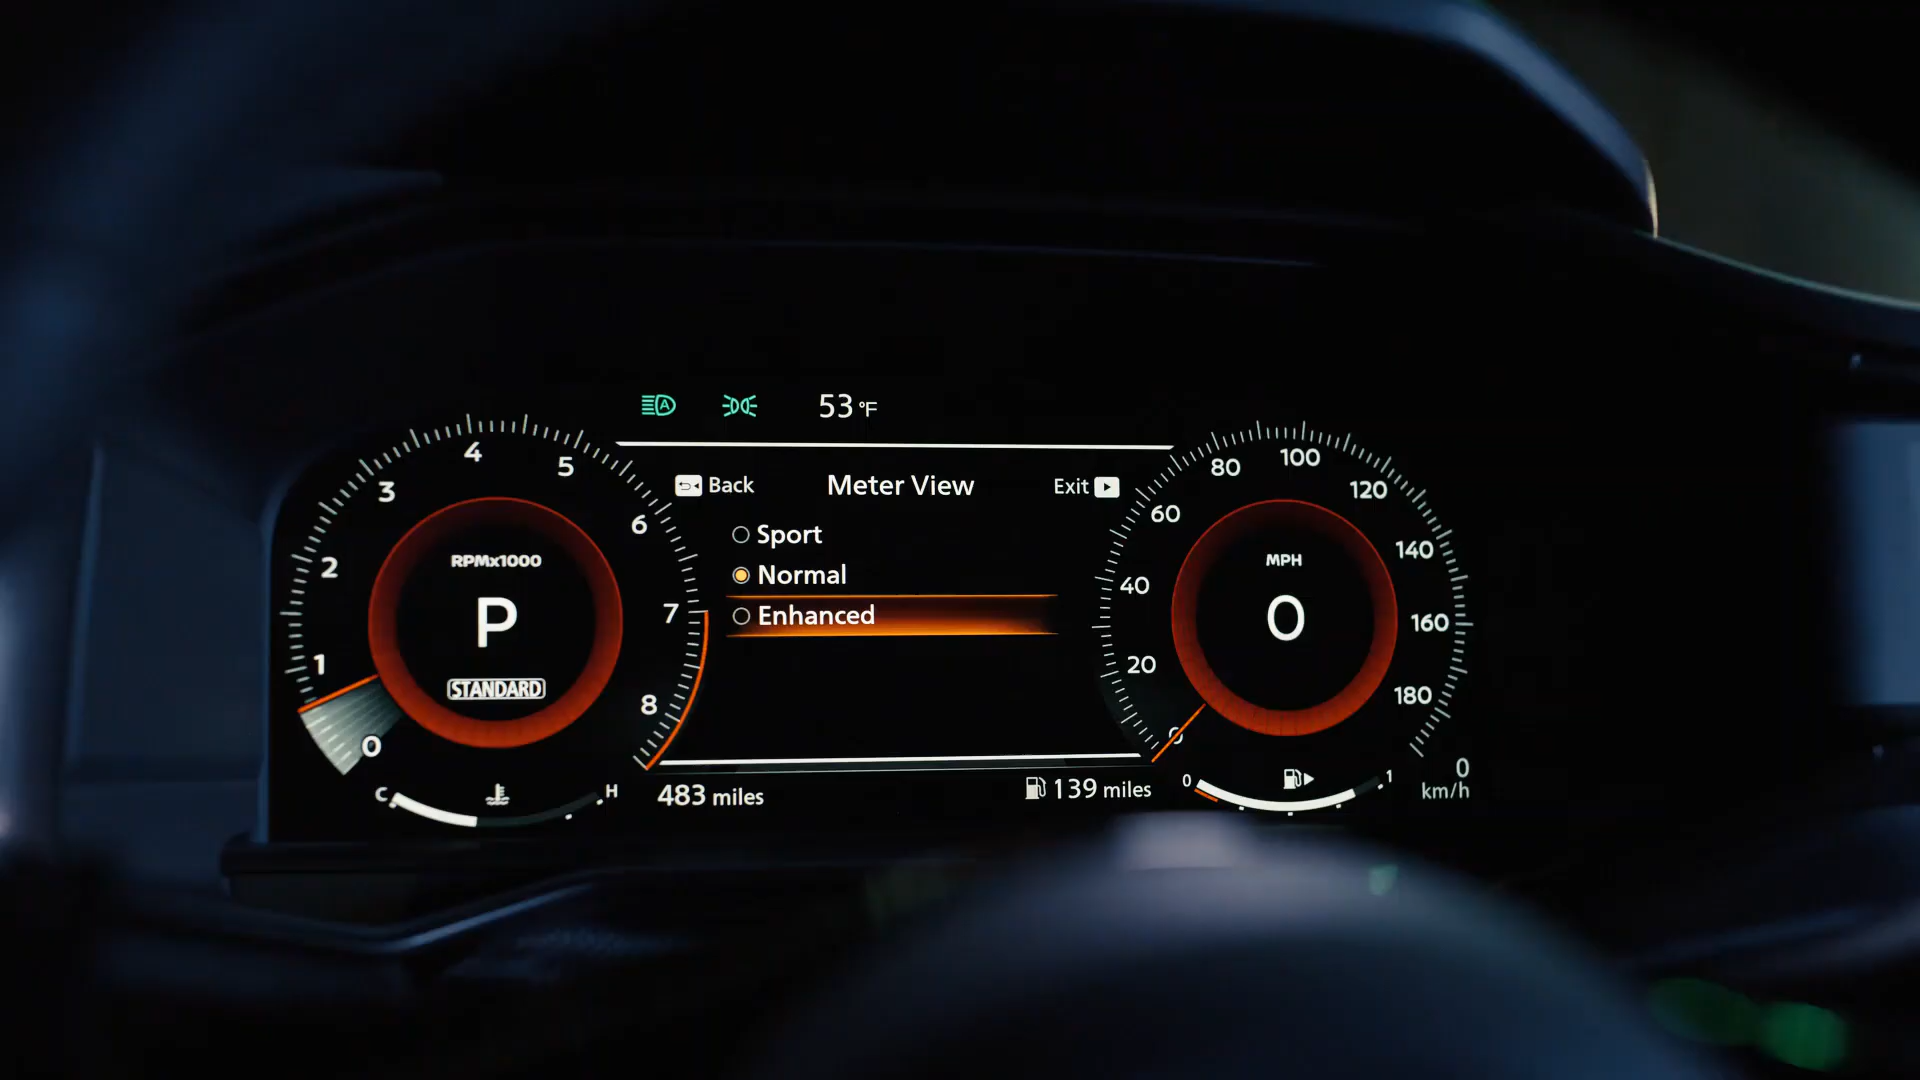 53 °F
Back Meter View Exit
Sport
Normal
Enhanced
RPMx1000
P
STANDARD
0
1
2
3
4
5
6
7
8
C H
483 miles
139 miles
MPH
0
0
20
40
60
80
100
120
140
160
180
0
km/h
0 1